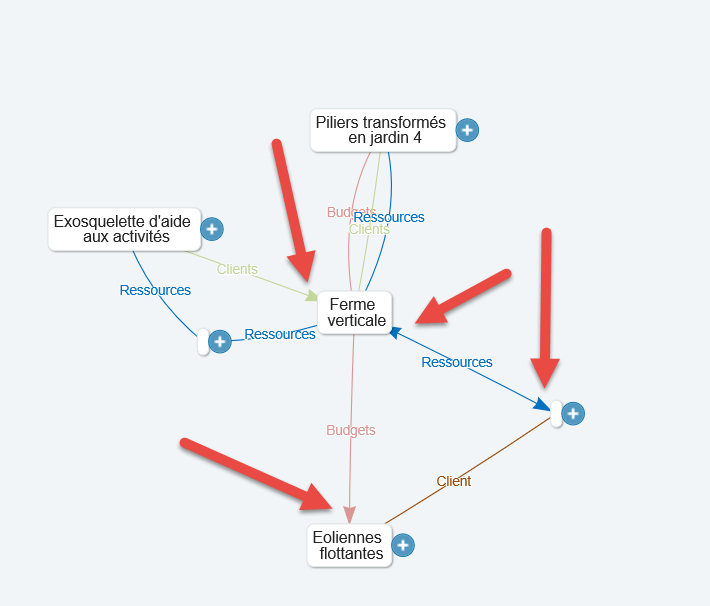 Piliers transformés
en jardin 4
Budgets
Ressources
Clients
Exosquelette d'aide
aux activités
Clients
Ressources
Ferme
verticale
Ressources
Ressources
Budgets
Client
Eoliennes
flottantes